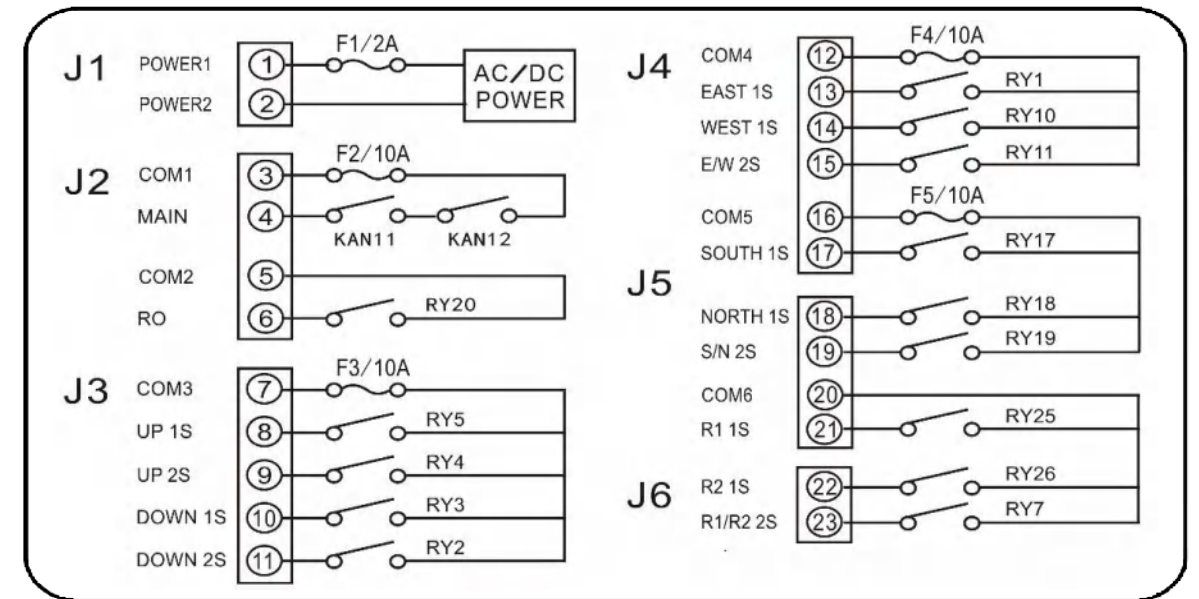 J1
POWER1 1 F1/2A
POWER2 2
AC/DC
POWER
J2
COM1 3 F2/10A
MAIN 4
KAN11 KAN12
COM2 5
RO 6 RY20
J3
COM3 7 F3/10A
UP 1S 8 RY5
UP 2S 9 RY4
DOWN 1S 10 RY3
DOWN 2S 11 RY2
J4
COM4 12 F4/10A
EAST 1S 13 RY1
WEST 1S 14 RY10
E/W 2S 15 RY11
COM5 16 F5/10A
SOUTH 1S 17 RY17
J5
NORTH 1S 18 RY18
S/N 2S 19 RY19
COM6 20
R1 1S 21 RY25
J6
R2 1S 22 RY26
R1/R2 2S 23 RY7